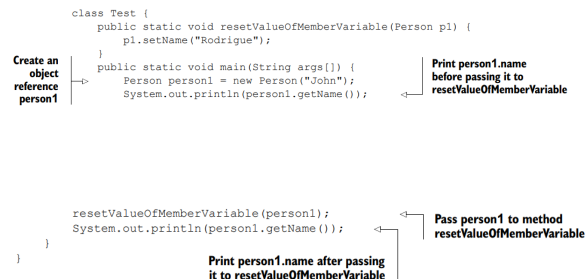 class Test {
public static void resetValueOfMemberVariable(Person p1) {
p1.setName("Rodrigue");
}
public static void main(String args[]) {
Create an
object
reference
person1
Person person1 = new Person("John");
System.out.println(person1.getName());
Print person1.name
before passing it to
resetValueOfMemberVariable
resetValueOfMemberVariable(person1);
Pass person1 to method
resetValueOfMemberVariable
System.out.println(person1.getName());
}
}
Print person1.name after passing
it to resetValueOfMemberVariable